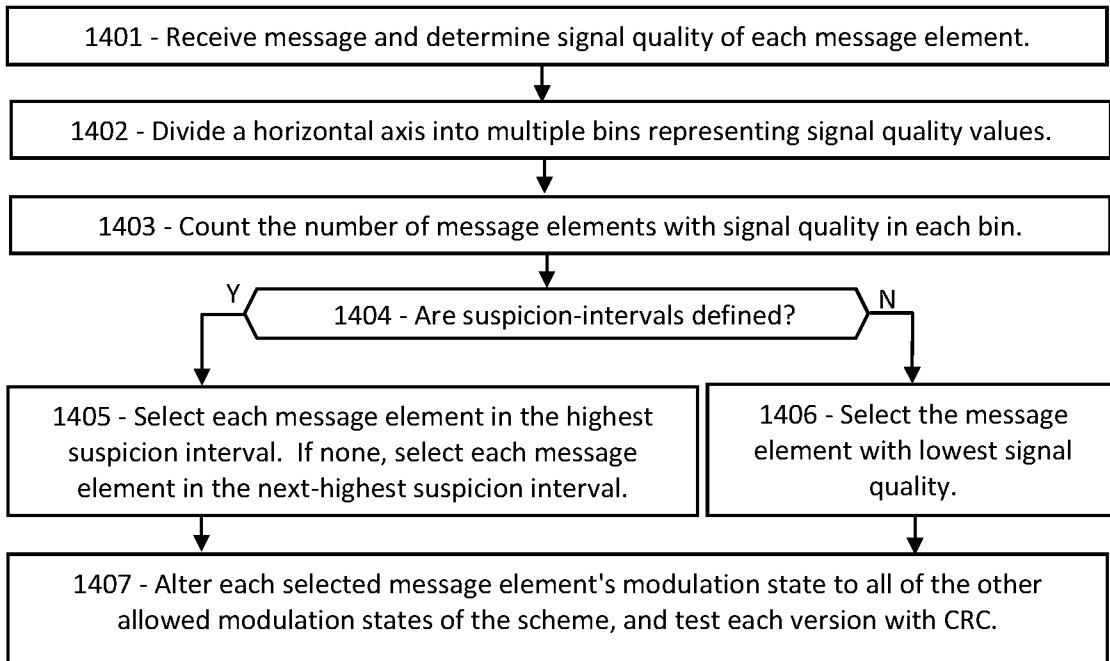 1401 - Receive message and determine signal quality of each message element.
1402 - Divide a horizontal axis into multiple bins representing signal quality values.
1403 - Count the number of message elements with signal quality in each bin.
Y
N
1404 - Are suspicion-intervals defined?
1405 - Select each message element in the highest
suspicion interval.  If none, select each message
element in the next-highest suspicion interval.
1406 - Select the message
element with lowest signal
quality.
1407 - Alter each selected message element's modulation state to all of the other
allowed modulation states of the scheme, and test each version with CRC.